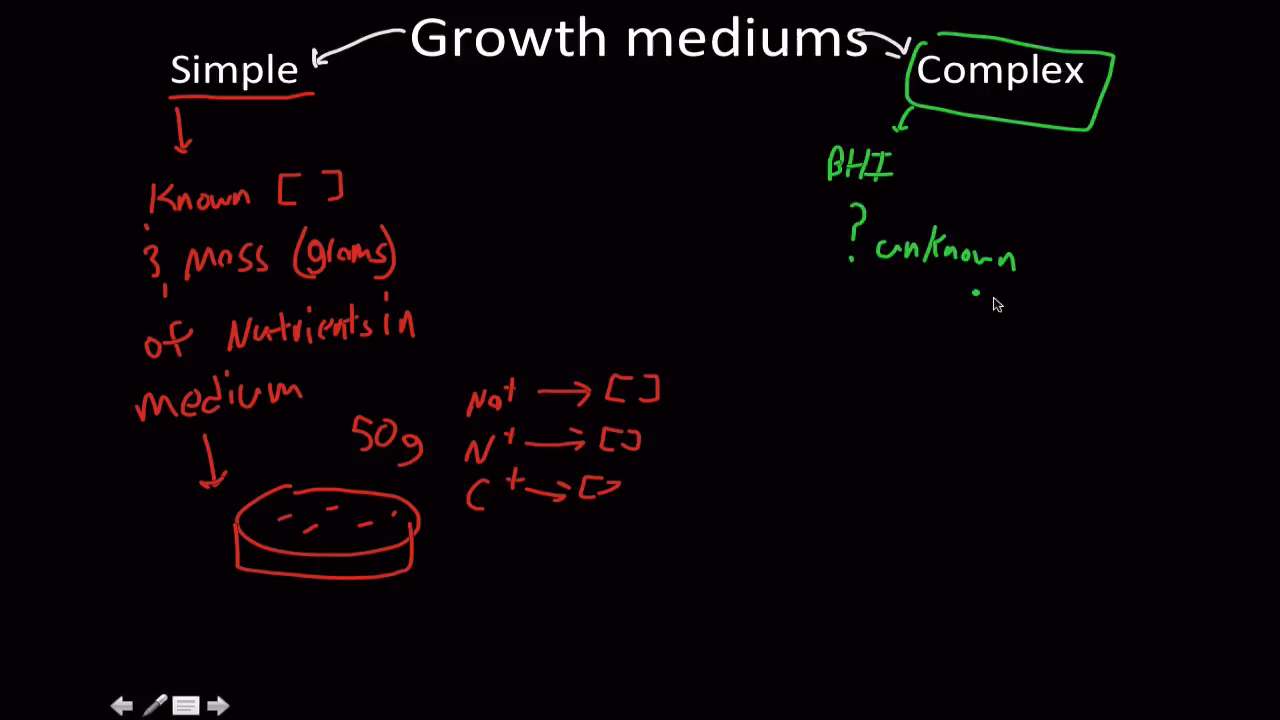 Growth mediums
Simple
Complex
Known [ ]
& mass (grams)
of Nutrients in
medium
50g
Na+ → [ ]
N+ → [ ]
C+ → [ ]
BHI
? unknown